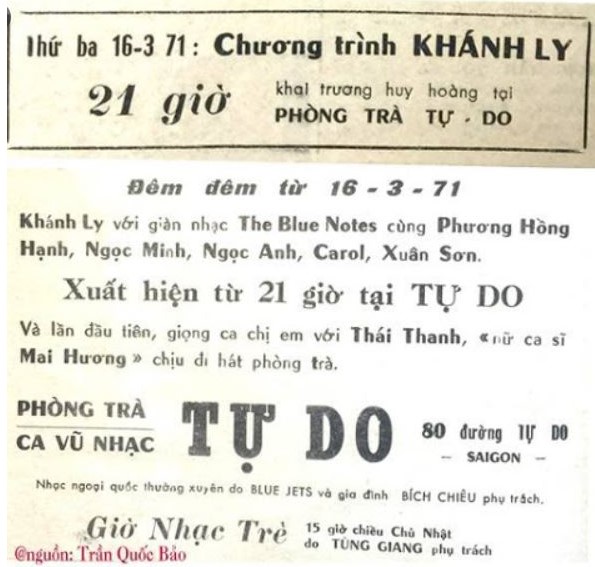 Thứ ba 16-3 71: Chương trình KHÁNH LY
21 giờ
khai trương huy hoàng tại
PHÒNG TRÀ TỰ - DO
Đêm đêm từ 16 - 3 - 71
Khánh Ly với giàn nhạc The Blue Notes cùng Phương Hồng
Hạnh, Ngọc Minh, Ngọc Anh, Carol, Xuân Sơn.
Xuất hiện từ 21 giờ tại TỰ DO
Và lần đầu tiên, giọng ca chị em với Thái Thanh, « nữ ca sĩ
Mai Hương » chịu đi hát phòng trà.
PHÒNG TRÀ
CA VŨ NHẠC
TỰ DO
80 đường TỰ DO
– SAIGON –
Nhạc ngoại quốc thường xuyên do BLUE JETS và gia đình BÍCH CHIÊU phụ trách.
Giờ Nhạc Trẻ
15 giờ chiều Chủ Nhật
do TÙNG GIANG phụ trách
@nguồn: Trần Quốc Bảo